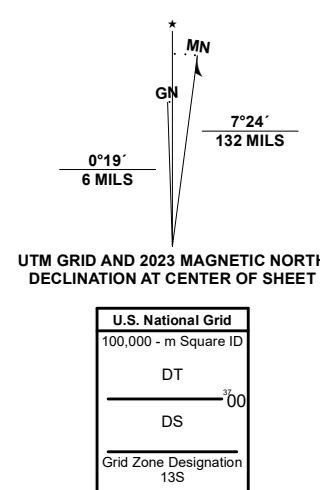 ★
MN
GN
7°24´
132 MILS
0°19´
6 MILS
UTM GRID AND 2023 MAGNETIC NORTH
DECLINATION AT CENTER OF SHEET
U.S. National Grid
100,000 - m Square ID
DT
3700
DS
Grid Zone Designation
13S